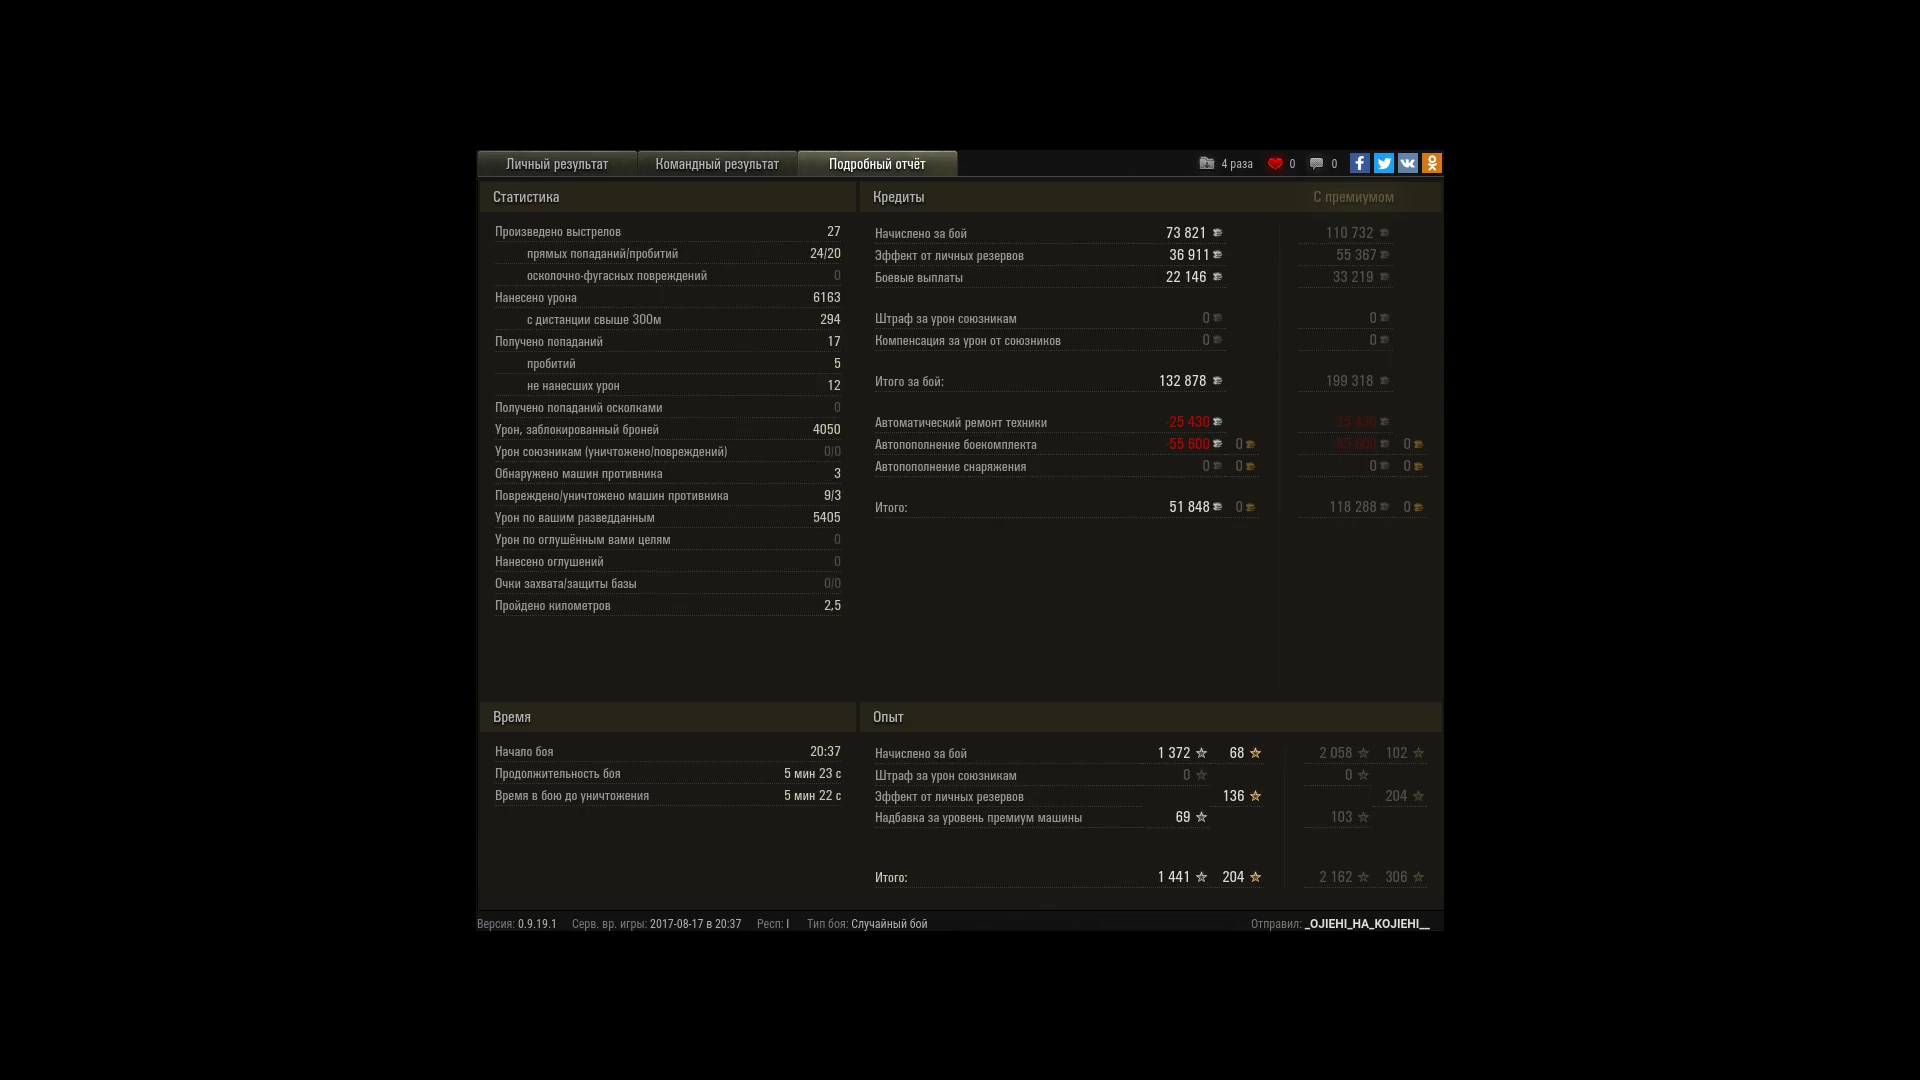 Личный результат Командный результат Подробный отчёт 4 раза 0 0
Статистика
Произведено выстрелов 27
прямых попаданий/пробитий 24/20
осколочно-фугасных повреждений 0
Нанесено урона 6163
с дистанции свыше 300м 294
Получено попаданий 17
пробитий 5
не нанесших урон 12
Получено попаданий осколками 0
Урон, заблокированный броней 4050
Урон союзникам (уничтожено/повреждений) 0/0
Обнаружено машин противника 3
Повреждено/уничтожено машин противника 9/3
Урон по вашим разведданным 5405
Урон по оглушённым вами целям 0
Нанесено оглушений 0
Очки захвата/защиты базы 0/0
Пройдено километров 2,5
Кредиты С премиумом
Начислено за бой 73 821 110 732
Эффект от личных резервов 36 911 55 367
Боевые выплаты 22 146 33 219
Штраф за урон союзникам 0 0
Компенсация за урон от союзников 0 0
Итого за бой: 132 878 199 318
Автоматический ремонт техники -25 430 -25 430
Автопополнение боекомплекта -55 600 0 -55 600 0
Автопополнение снаряжения 0 0 0 0
Итого: 51 848 0 118 288 0
Время
Начало боя 20:37
Продолжительность боя 5 мин 23 с
Время в бою до уничтожения 5 мин 22 с
Опыт
Начислено за бой 1 372 68 2 058 102
Штраф за урон союзникам 0 0
Эффект от личных резервов 136 204
Надбавка за уровень премиум машины 69 103
Итого: 1 441 204 2 162 306
Версия: 0.9.19.1 Серв. вр. игры: 2017-08-17 в 20:37 Респ: I Тип боя: Случайный бой Отправил: _OJIEHI_HA_KOJIEHI__